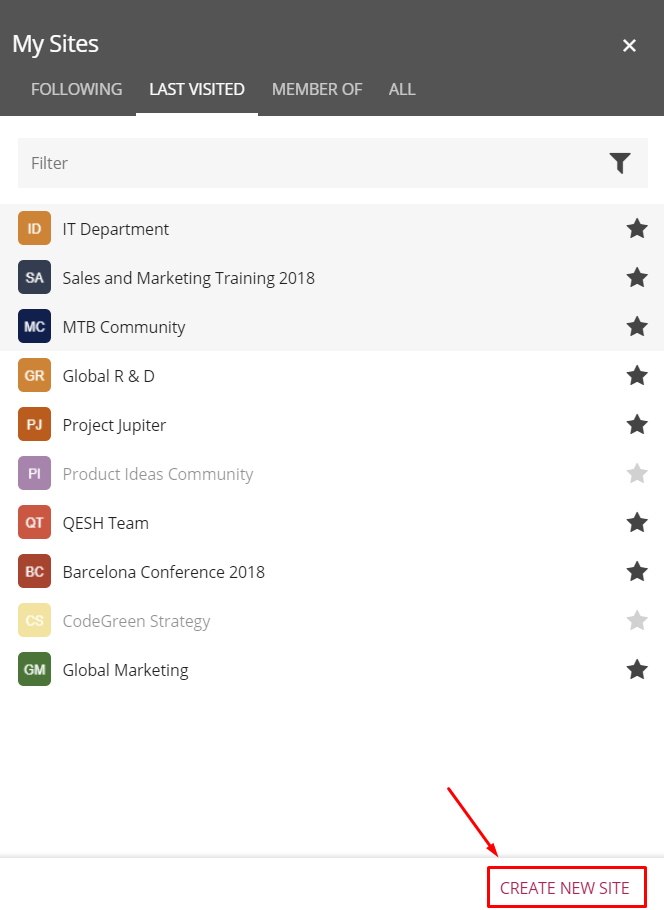 My Sites
FOLLOWING LAST VISITED MEMBER OF ALL
Filter
ID IT Department
SA Sales and Marketing Training 2018
MC MTB Community
GR Global R & D
PJ Project Jupiter
PI Product Ideas Community
QT QESH Team
BC Barcelona Conference 2018
CS CodeGreen Strategy
GM Global Marketing
CREATE NEW SITE